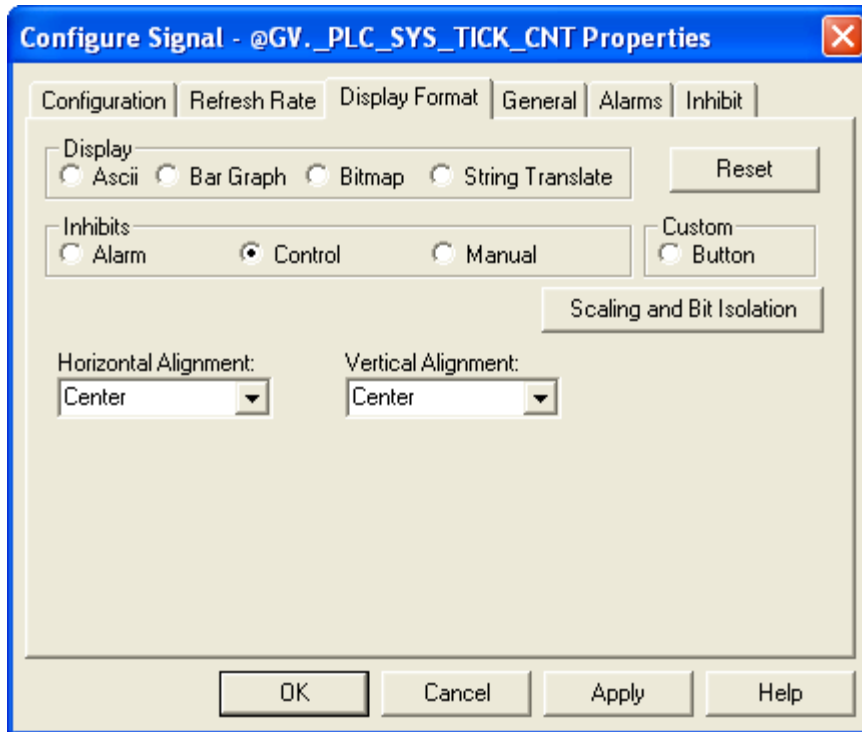 Configure Signal - @GV._PLC_SYS_TICK_CNT Properties
Configuration Refresh Rate Display Format General Alarms Inhibit
Display
Ascii Bar Graph Bitmap String Translate
Reset
Inhibits
Alarm Control Manual
Custom
Button
Scaling and Bit Isolation
Horizontal Alignment: Vertical Alignment:
Center Center
OK Cancel Apply Help